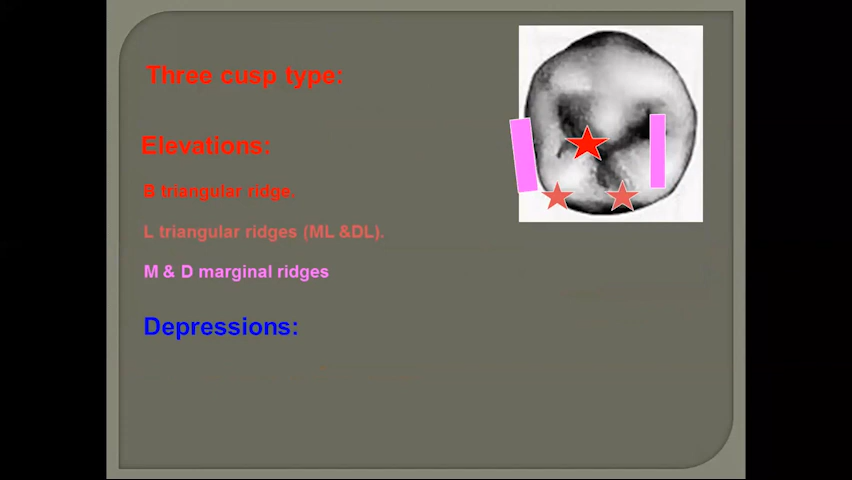 Three cusp type:
Elevations:
B triangular ridge.
L triangular ridges (ML &DL).
M & D marginal ridges
Depressions: